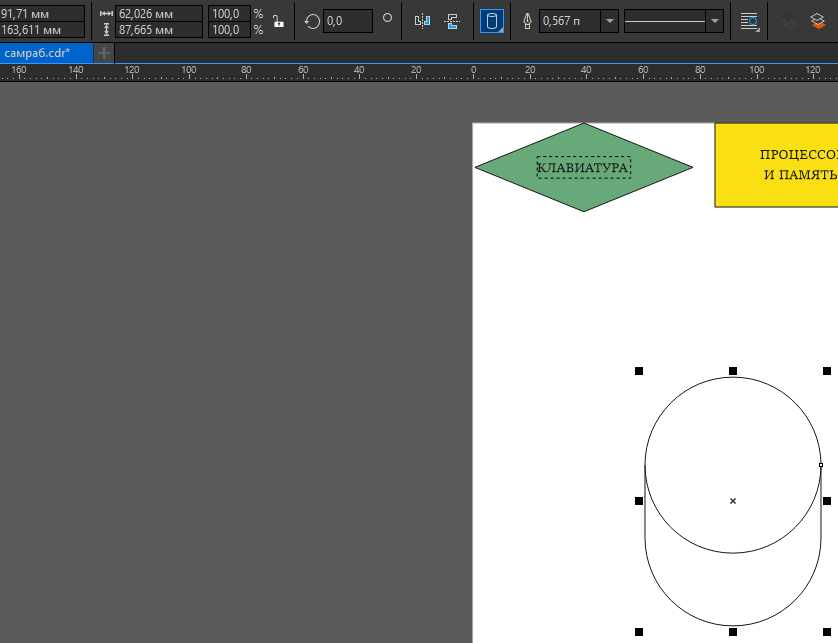 91,71 мм 62,026 мм 100,0 % 0,0 ° 0,567 п
163,611 мм 87,665 мм 100,0 %
самраб.cdr*
160 140 120 100 80 60 40 20 0 20 40 60 80 100 120
КЛАВИАТУРА
И ПАМЯТЬ